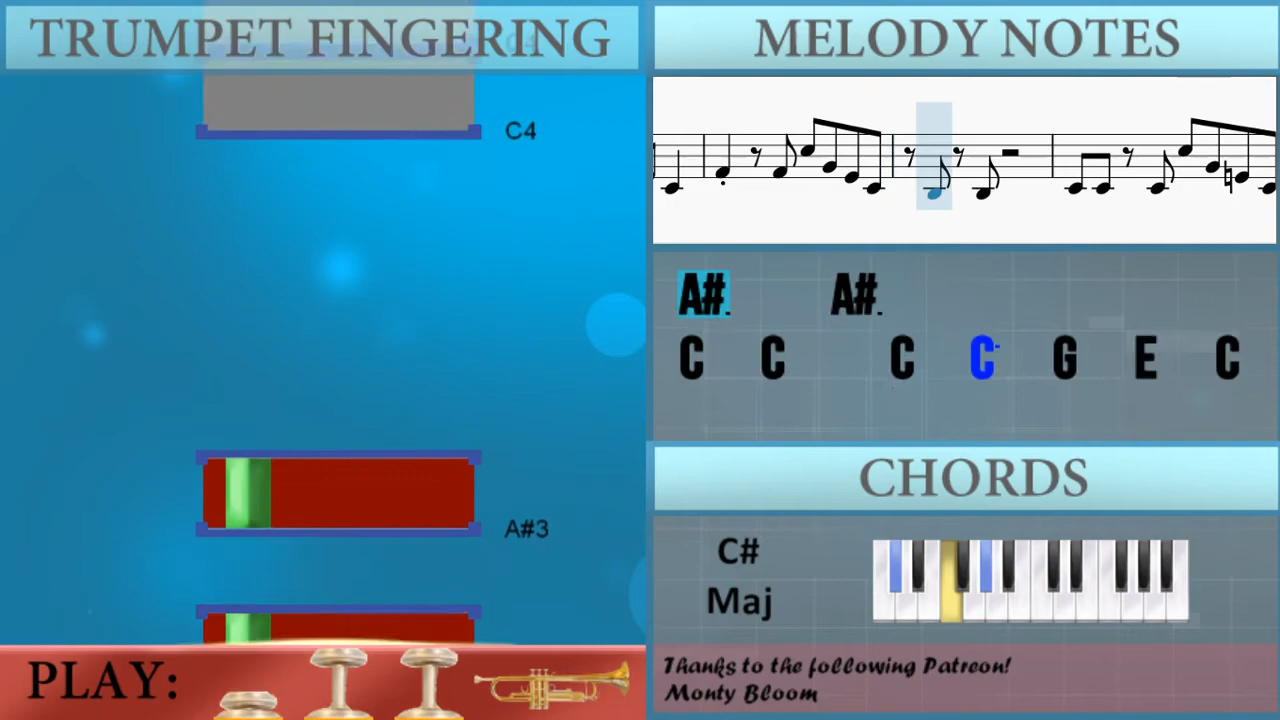 TRUMPET FINGERING
C4
A#3
PLAY:
MELODY NOTES
A#. A#.
C C C C- G E C
CHORDS
C#
Maj
Thanks to the following Patreon!
Monty Bloom